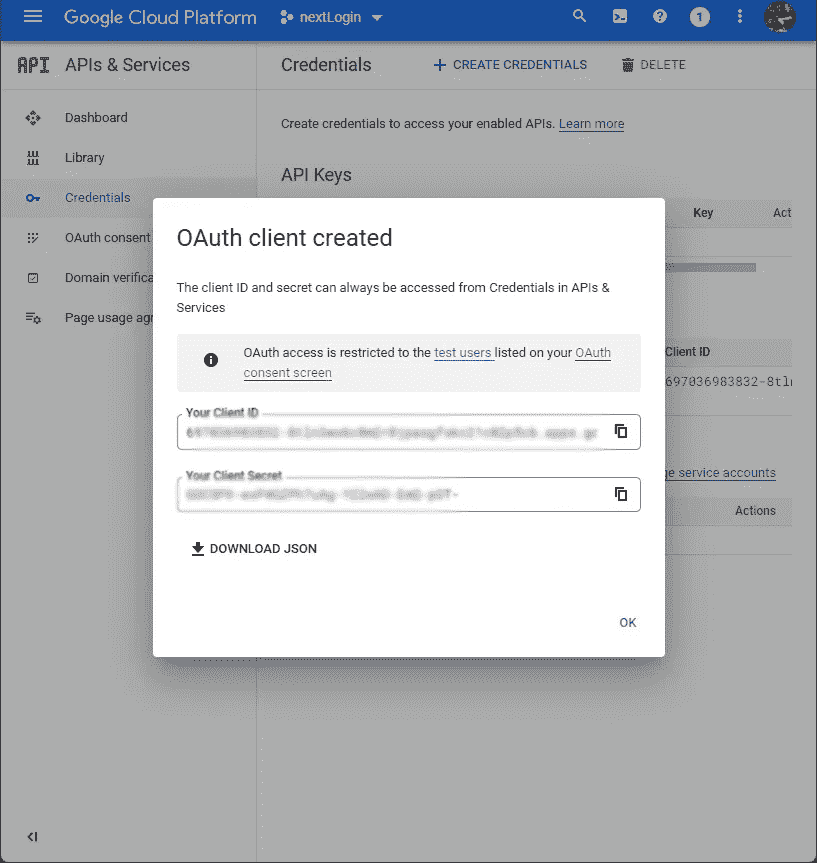 Google Cloud Platform nextLogin 1
API APIs & Services Credentials + CREATE CREDENTIALS DELETE
Dashboard
Create credentials to access your enabled APIs. Learn more
Library
API Keys
Credentials
Key Act
OAuth consent
Domain verifica
Page usage agr
OAuth client created
The client ID and secret can always be accessed from Credentials in APIs &
Services
OAuth access is restricted to the test users listed on your OAuth
consent screen
Client ID
697036983832-8tln
Your Client ID
Your Client Secret
ge service accounts
Actions
DOWNLOAD JSON
OK